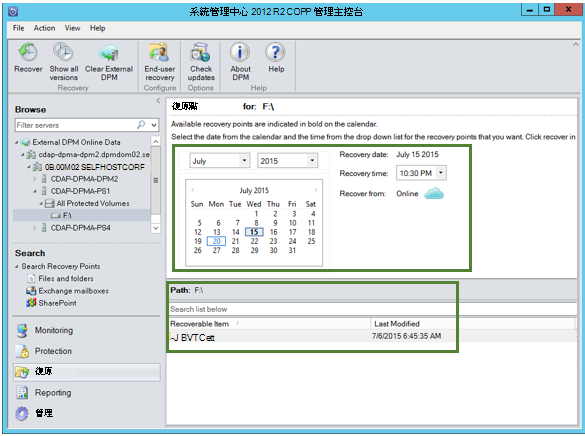 系統管理中心 2012 R2 COPP 管理主控台
File Action View Help
Recover Show all versions Clear External DPM End-user recovery Check updates About DPM Help
Recovery Configure Options Help
Browse
Filter servers
External DPM Online Data
cdap-dpma-dpm2.dpmdom02.se
0B.00M02 SELFHOSTCORF
CDAP-DPMA-DPM2
CDAP-DPMA-PS1
All Protected Volumes
F:\
CDAP-DPMA-PS4
Search
Search Recovery Points
Files and folders
Exchange mailboxes
SharePoint
Monitoring
Protection
復原
Reporting
管理
復原點 for: F:\
Available recovery points are indicated in bold on the calendar.
Select the date from the calendar and the time from the drop down list for the recovery points that you want. Click recover in
July 2015
July 2015
Sun Mon Tue Wed Thu Fri Sat
1 2 3 4
5 6 7 8 9 10 11
12 13 14 15 16 17 18
19 20 21 22 23 24 25
26 27 28 29 30 31
Recovery date: July 15 2015
Recovery time: 10:30 PM
Recover from: Online
Path: F:\
Search list below
Recoverable Item / Last Modified
-J BVTCett 7/6/2015 6:45:35 AM